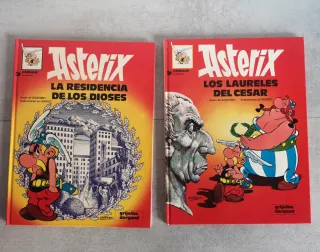 Asterix
LA RESIDENCIA
DE LOS DIOSES
grijalbo
dargaud
Asterix
LOS LAURELES
DEL CESAR
grijalbo
dargaud